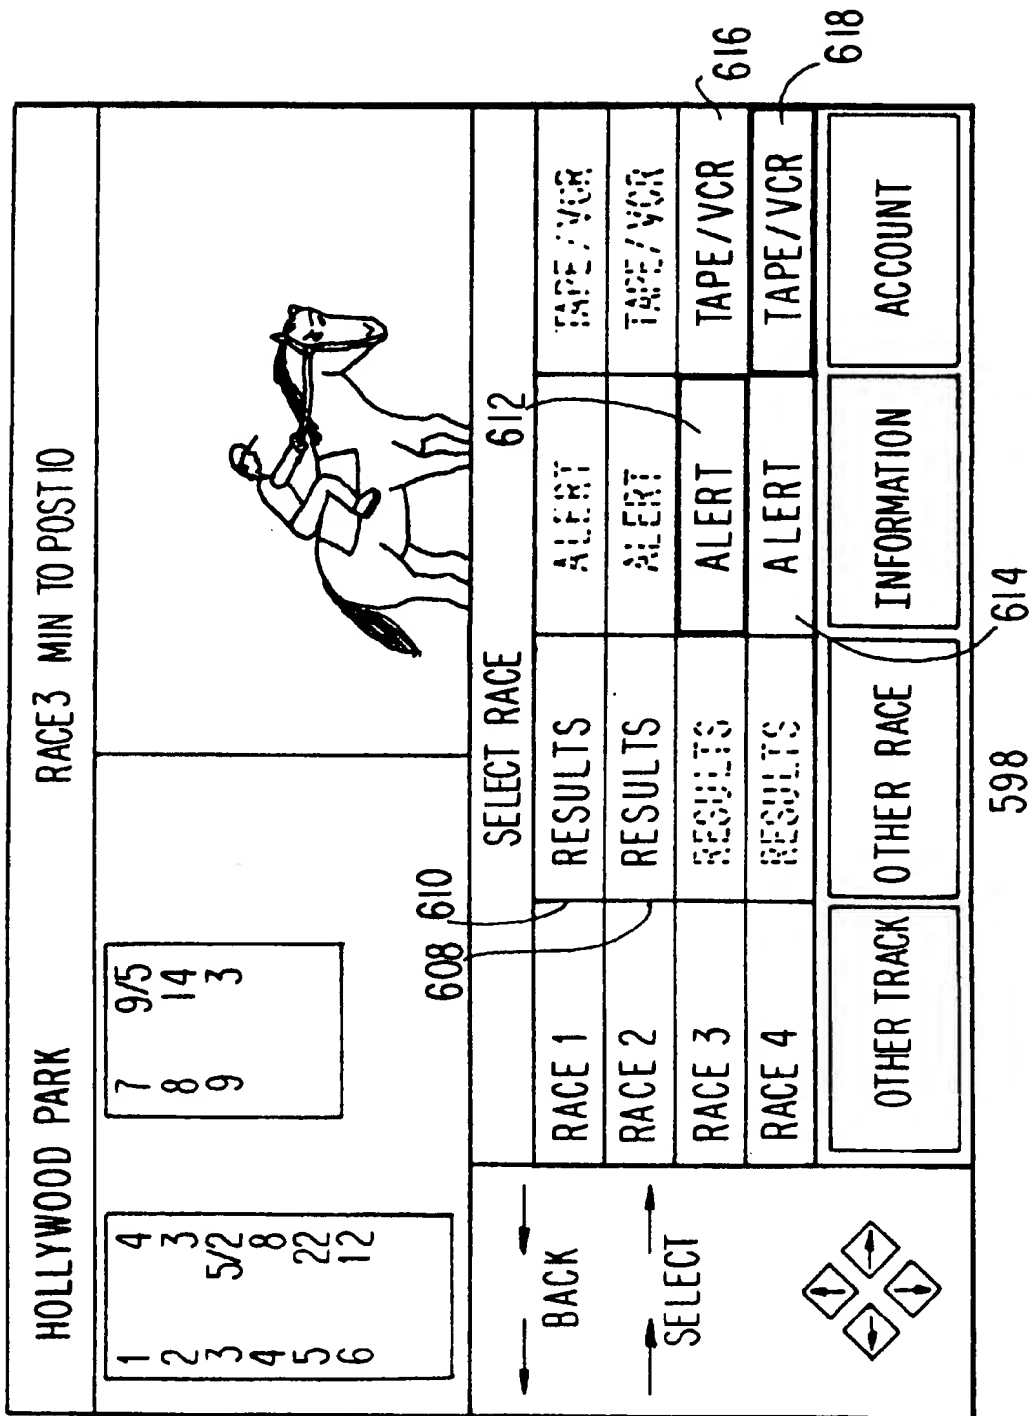 HOLLYWOOD PARK RACE3 MIN TO POST 10
1 4
2 3
3 5/2
4 8
5 22
6 12
7 9/5
8 14
9 3
BACK
SELECT
SELECT RACE
RACE 1 RESULTS ALERT TAPE/VCR
RACE 2 RESULTS ALERT TAPE/VCR
RACE 3 RESULTS ALERT TAPE/VCR
RACE 4 RESULTS ALERT TAPE/VCR
OTHER TRACK OTHER RACE INFORMATION ACCOUNT
608
610
612
614
616
618
598